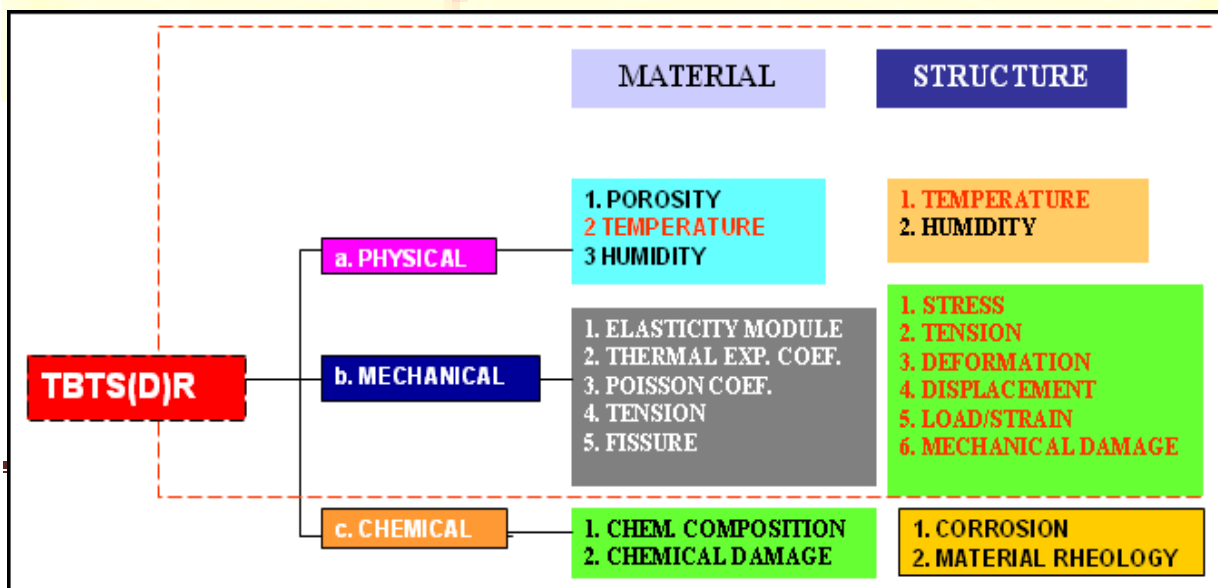 MATERIAL
STRUCTURE
1. POROSITY
2 TEMPERATURE
3 HUMIDITY
1. TEMPERATURE
2. HUMIDITY
a. PHYSICAL
1. ELASTICITY MODULE
2. THERMAL EXP. COEF.
3. POISSON COEF.
4. TENSION
5. FISSURE
1. STRESS
2. TENSION
3. DEFORMATION
4. DISPLACEMENT
5. LOAD/STRAIN
6. MECHANICAL DAMAGE
TBTS(D)R
b. MECHANICAL
c. CHEMICAL
1. CHEM. COMPOSITION
2. CHEMICAL DAMAGE
1. CORROSION
2. MATERIAL RHEOLOGY